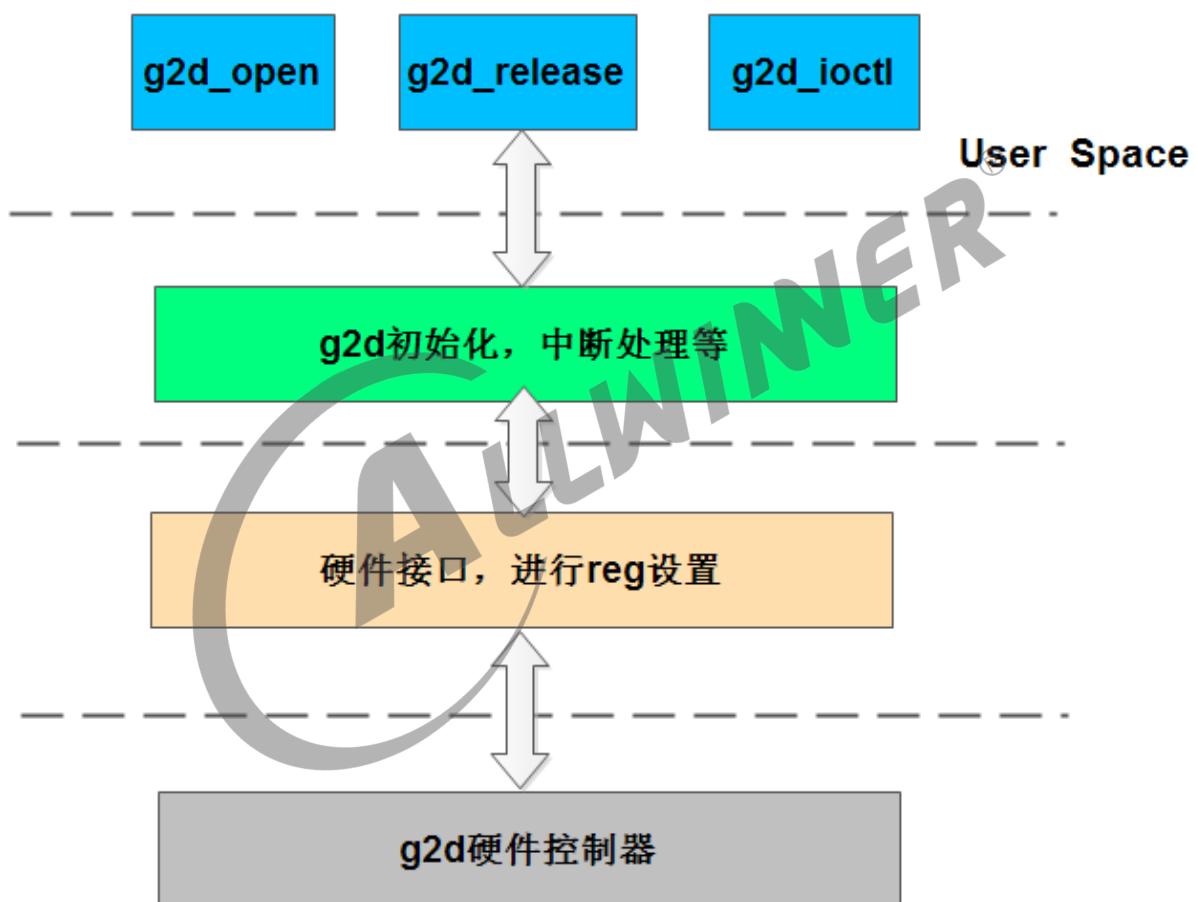 g2d_open
g2d_release
g2d_ioctl
User Space
ALLWINNER®
g2d初始化，中断处理等
硬件接口，进行reg设置
g2d硬件控制器